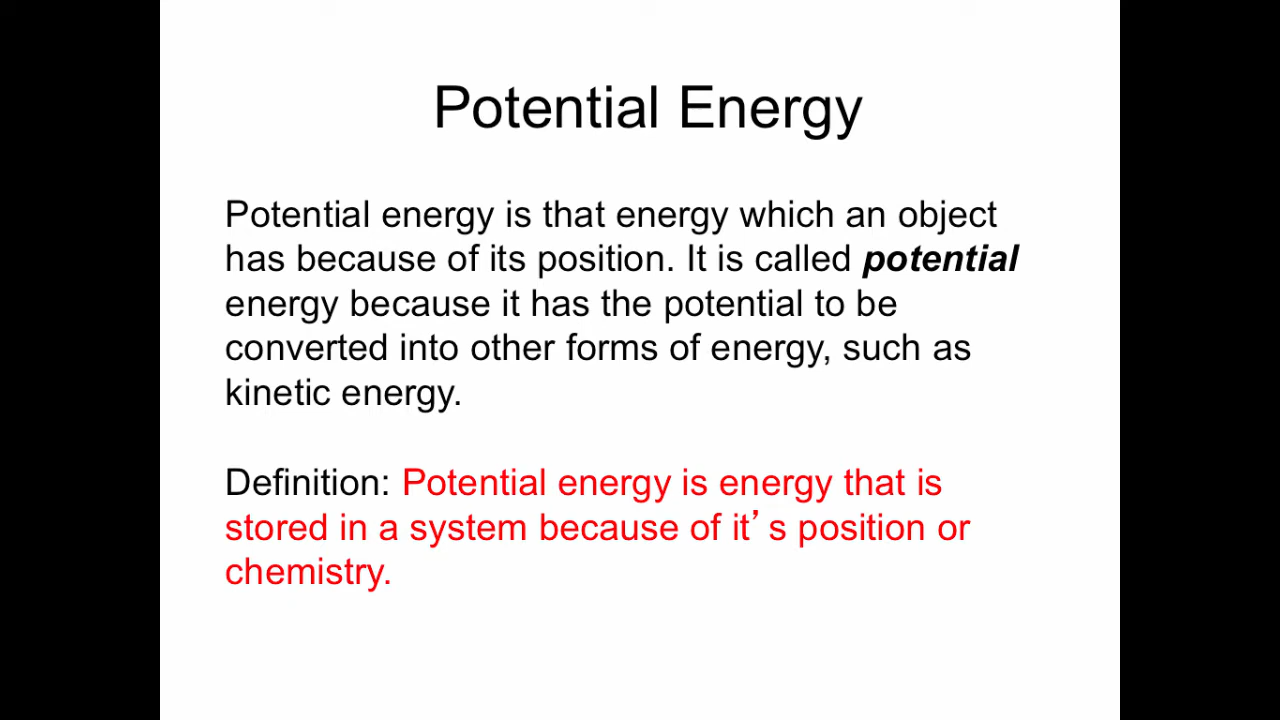 Potential Energy
Potential energy is that energy which an object
has because of its position. It is called potential
energy because it has the potential to be
converted into other forms of energy, such as
kinetic energy.
Definition: Potential energy is energy that is
stored in a system because of it’ s position or
chemistry.